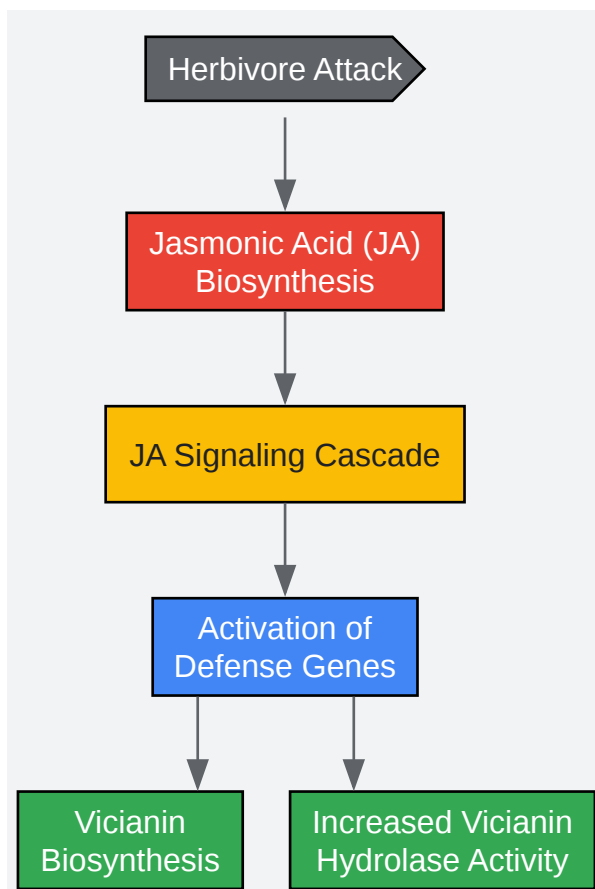 Herbivore Attack
Jasmonic Acid (JA)
Biosynthesis
JA Signaling Cascade
Activation of
Defense Genes
Vicianin
Biosynthesis
Increased Vicianin
Hydrolase Activity